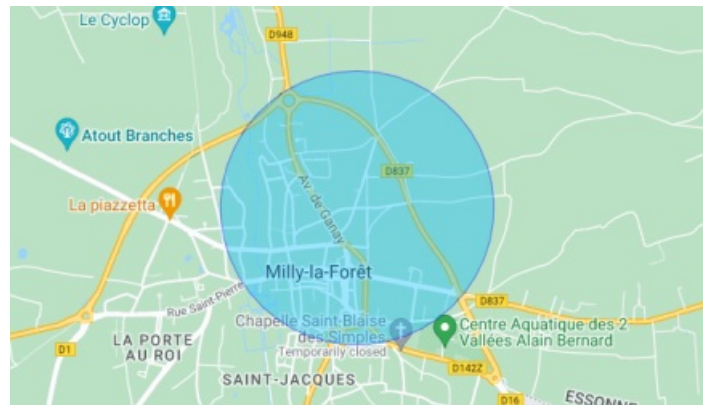 Le Cyclop
D948
Atout Branches
D837
La piazzetta
Av. de Ganay
Milly-la-Forêt
Rue Saint-Pierre
D837
Chapelle Saint-Blaise
des Simples
Temporarily closed
Centre Aquatique des 2
Vallées Alain Bernard
LA PORTE
AU ROI
D1
D142Z
SAINT-JACQUES
ESSONNE
D16